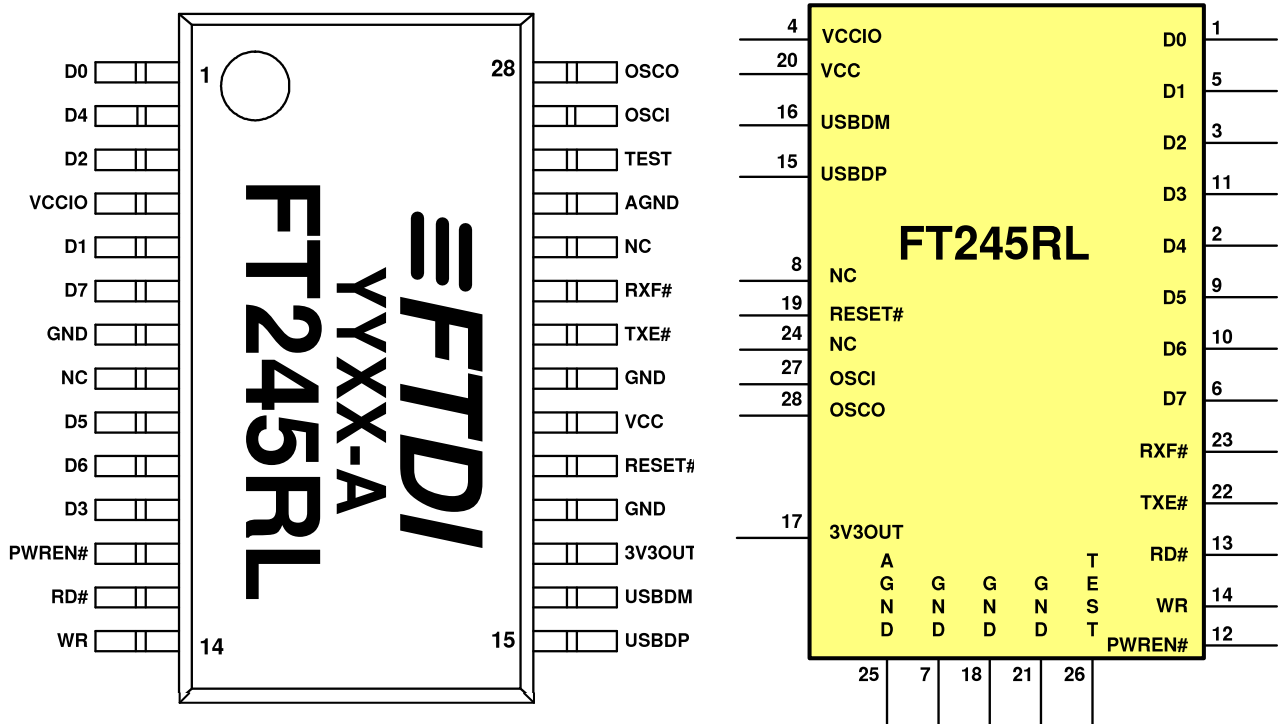 D0
D4
D2
VCCIO
D1
D7
GND
NC
D5
D6
D3
PWREN#
RD#
WR
1
28
14
15
FT245RL
YYXX-A
FTDI
OSCO
OSCI
TEST
AGND
NC
RXF#
TXE#
GND
VCC
RESET#
GND
3V3OUT
USBDM
USBDP
4
VCCIO
20
VCC
16
USBDM
15
USBDP
8
NC
19
RESET#
24
NC
27
OSCI
28
OSCO
17
3V3OUT
FT245RL
D0
1
D1
5
D2
3
D3
11
D4
2
D5
9
D6
10
D7
6
RXF#
23
TXE#
22
RD#
13
WR
14
PWREN#
12
AGND
GND
GND
GND
TEST
25
7
18
21
26